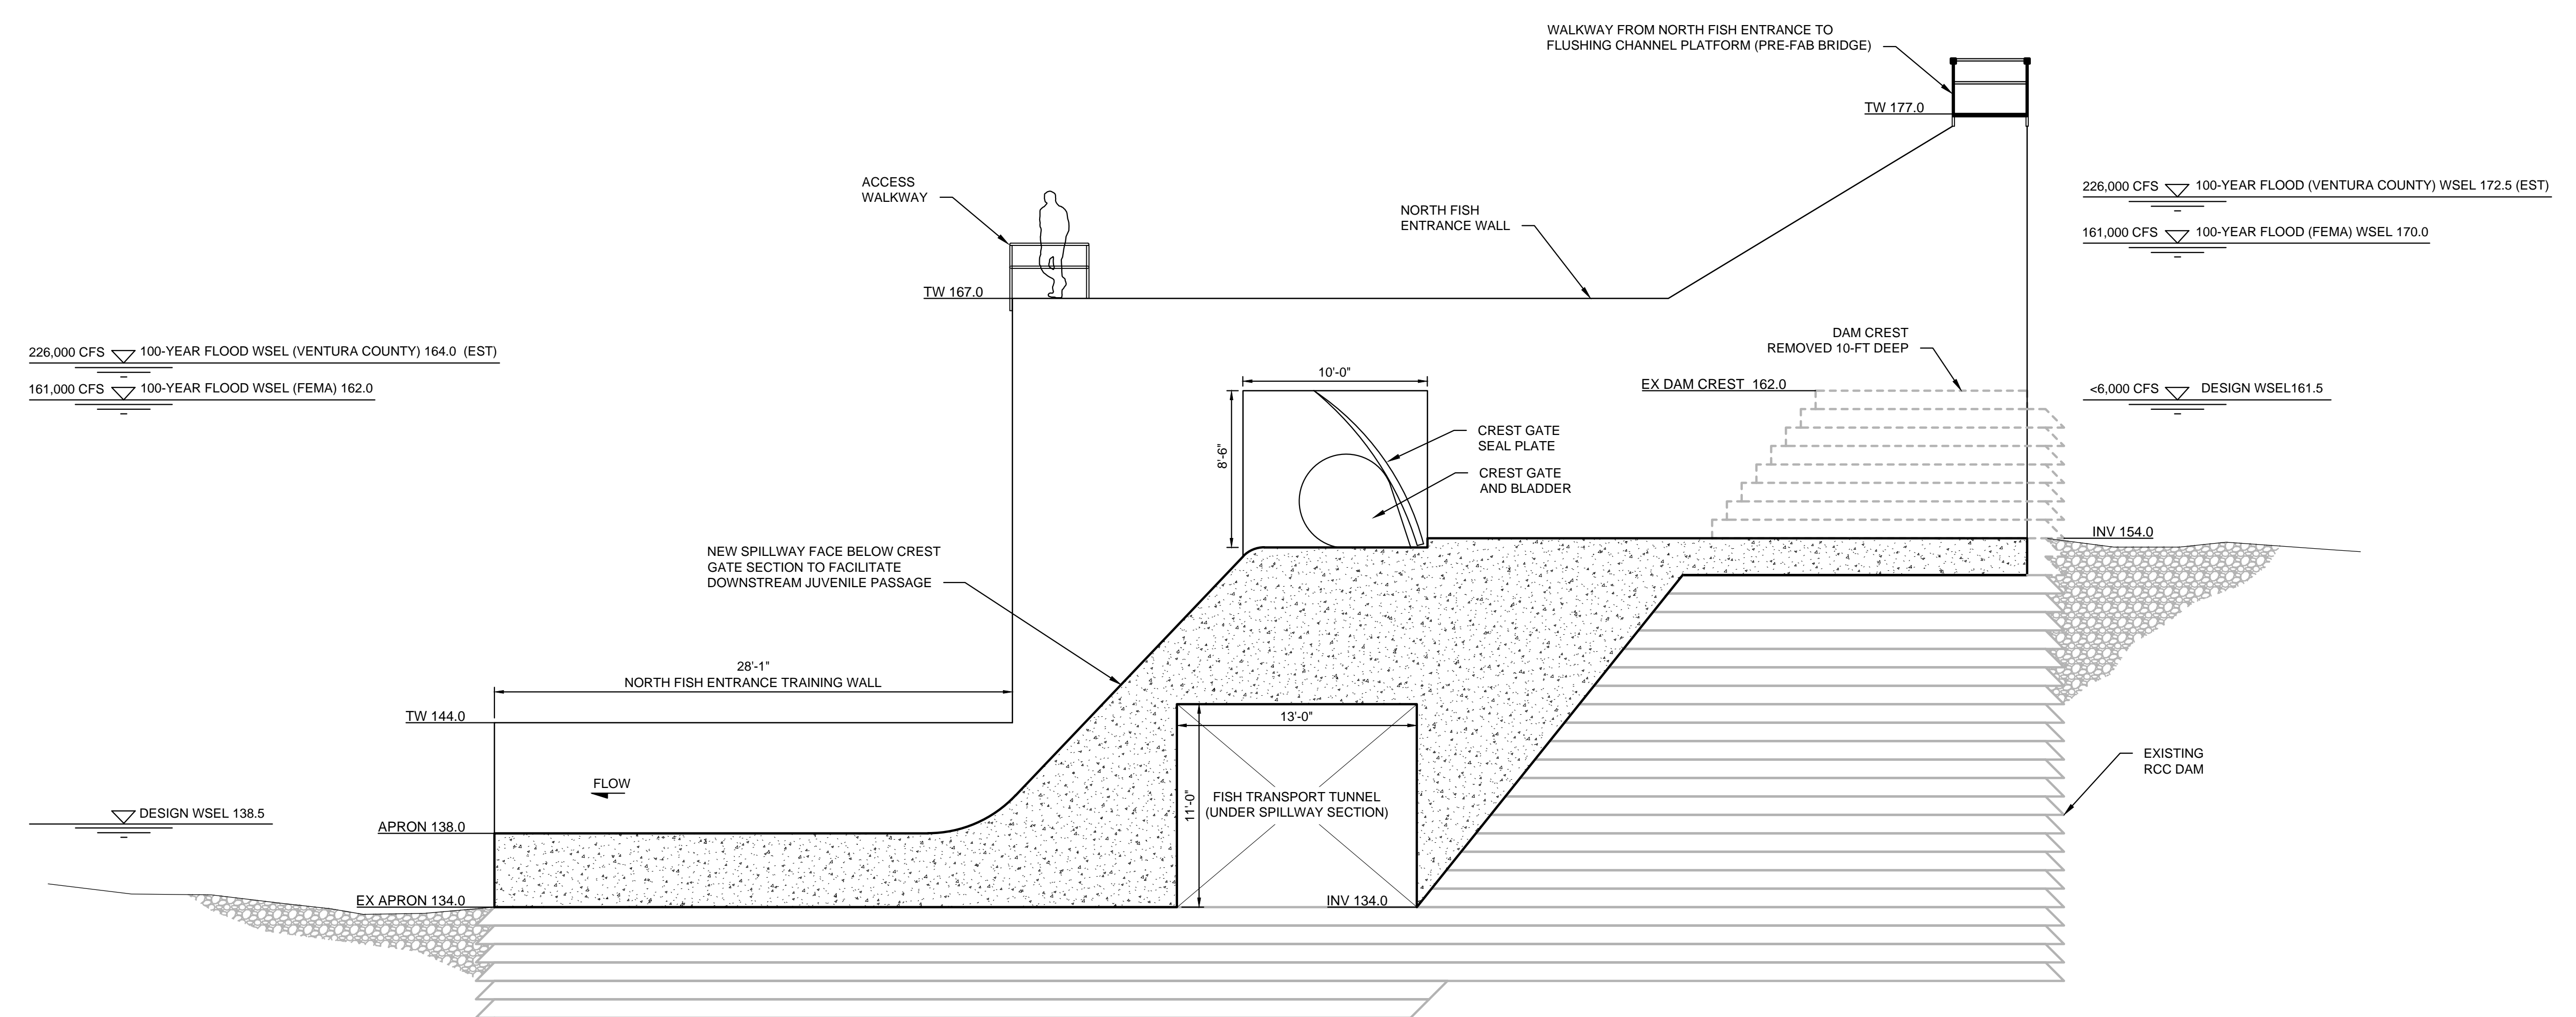 WALKWAY FROM NORTH FISH ENTRANCE TO
FLUSHING CHANNEL PLATFORM (PRE-FAB BRIDGE)
TW 177.0
ACCESS
WALKWAY
226,000 CFS 100-YEAR FLOOD (VENTURA COUNTY) WSEL 172.5 (EST)
NORTH FISH
ENTRANCE WALL
161,000 CFS 100-YEAR FLOOD (FEMA) WSEL 170.0
TW 167.0
DAM CREST
REMOVED 10-FT DEEP
226,000 CFS 100-YEAR FLOOD WSEL (VENTURA COUNTY) 164.0 (EST)
161,000 CFS 100-YEAR FLOOD WSEL (FEMA) 162.0
10'-0"
EX DAM CREST 162.0
<6,000 CFS DESIGN WSEL161.5
8'-6"
CREST GATE
SEAL PLATE
CREST GATE
AND BLADDER
INV 154.0
NEW SPILLWAY FACE BELOW CREST
GATE SECTION TO FACILITATE
DOWNSTREAM JUVENILE PASSAGE
28'-1"
NORTH FISH ENTRANCE TRAINING WALL
TW 144.0
13'-0"
EXISTING
RCC DAM
FLOW
11'-0"
FISH TRANSPORT TUNNEL
(UNDER SPILLWAY SECTION)
DESIGN WSEL 138.5
APRON 138.0
EX APRON 134.0
INV 134.0